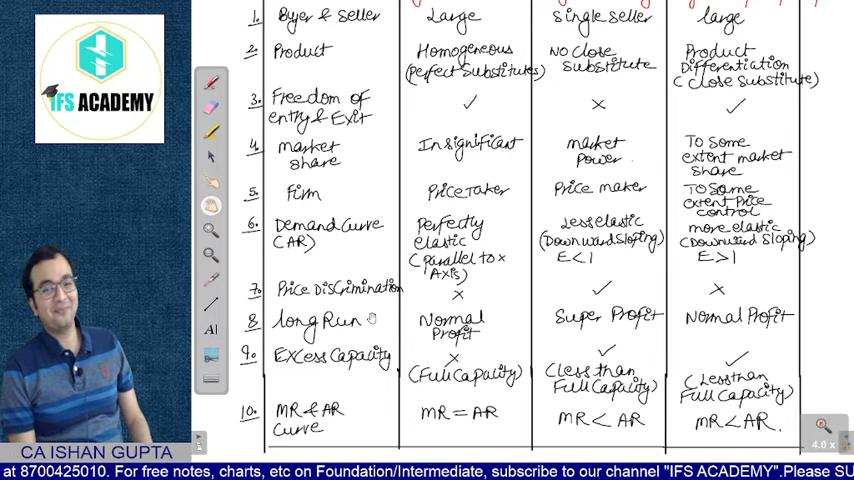 1. Byer & Seller Large Single seller large
2. Product Homogeneous (Perfect Substitutes) NO Close Substitute Product Differentiation (Close Substitute)
3. Freedom of entry & Exit ✓ × ✓
4. market share Insignificant market Power. TO Some extent market share
5. Firm Price taker Price maker TO Some extent Price control
6. Demand Curve (AR) Perfectly elastic (Parallel to x Axis) Less elastic (Downward Sloping) E<1 more elastic (Downward Sloping) E>1
7. Price Discrimination × ✓ ×
8 long Run Normal Profit Super Profit Normal Profit
9. Excess Capacity × (Full Capacity) ✓ (less than Full Capacity) ✓ (Less than Full Capacity)
10. MR & AR Curve MR = AR MR < AR MR < AR.
IFS ACADEMY
AI
4.0 x
CA ISHAN GUPTA
at 8700425010. For free notes, charts, etc on Foundation/Intermediate, subscribe to our channel "IFS ACADEMY".Please SU